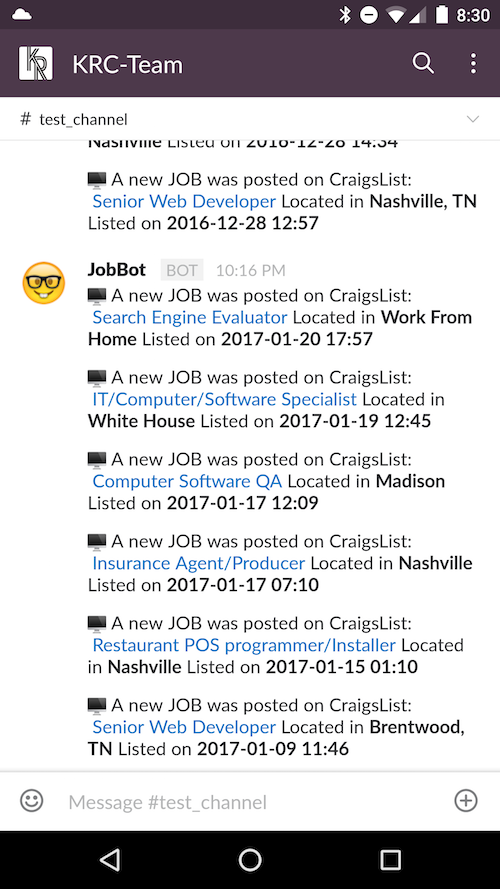 8:30
KR
KRC-Team
# test_channel
Nashville Listed on 2016-12-28 14:34
A new JOB was posted on CraigsList:
Senior Web Developer Located in Nashville, TN
Listed on 2016-12-28 12:57
JobBot BOT 10:16 PM
A new JOB was posted on CraigsList:
Search Engine Evaluator Located in Work From
Home Listed on 2017-01-20 17:57
A new JOB was posted on CraigsList:
IT/Computer/Software Specialist Located in
White House Listed on 2017-01-19 12:45
A new JOB was posted on CraigsList:
Computer Software QA Located in Madison
Listed on 2017-01-17 12:09
A new JOB was posted on CraigsList:
Insurance Agent/Producer Located in Nashville
Listed on 2017-01-17 07:10
A new JOB was posted on CraigsList:
Restaurant POS programmer/Installer Located
in Nashville Listed on 2017-01-15 01:10
A new JOB was posted on CraigsList:
Senior Web Developer Located in Brentwood,
TN Listed on 2017-01-09 11:46
Message #test_channel